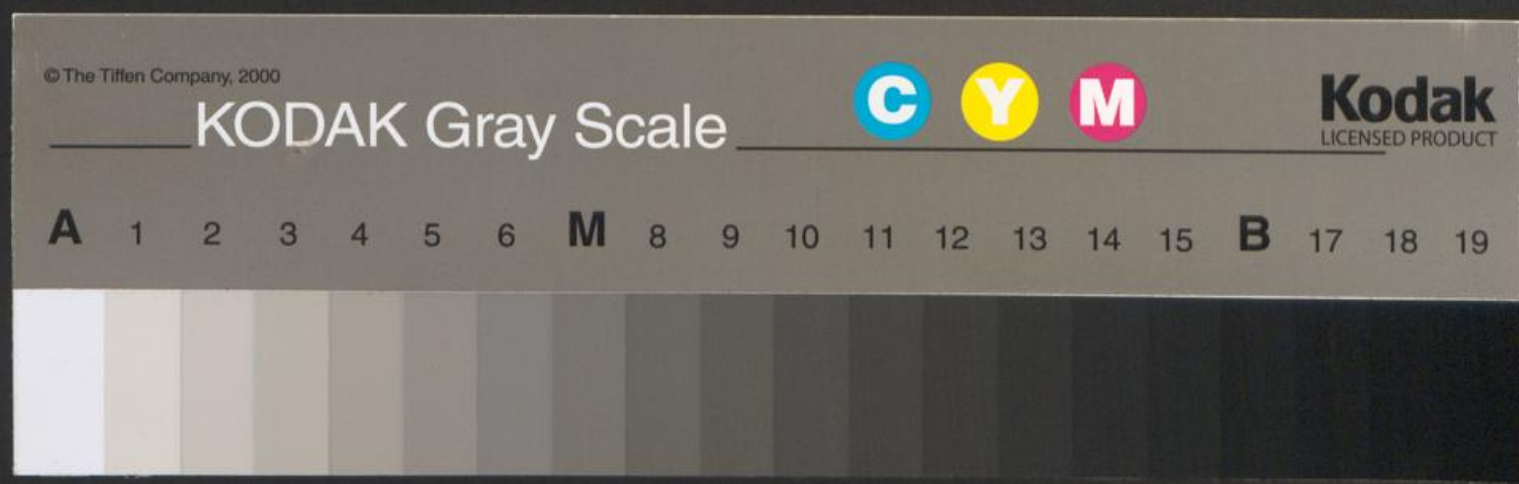 © The Tiffen Company, 2000
KODAK Gray Scale
C Y M
Kodak
LICENSED PRODUCT
A 1 2 3 4 5 6 M 8 9 10 11 12 13 14 15 B 17 18 19